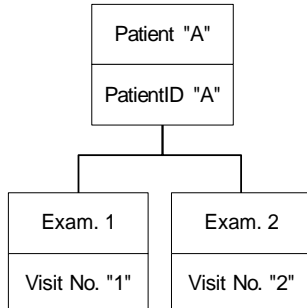 Patient "A"
PatientID "A"
Exam. 1
Visit No. "1"
Exam. 2
Visit No. "2"